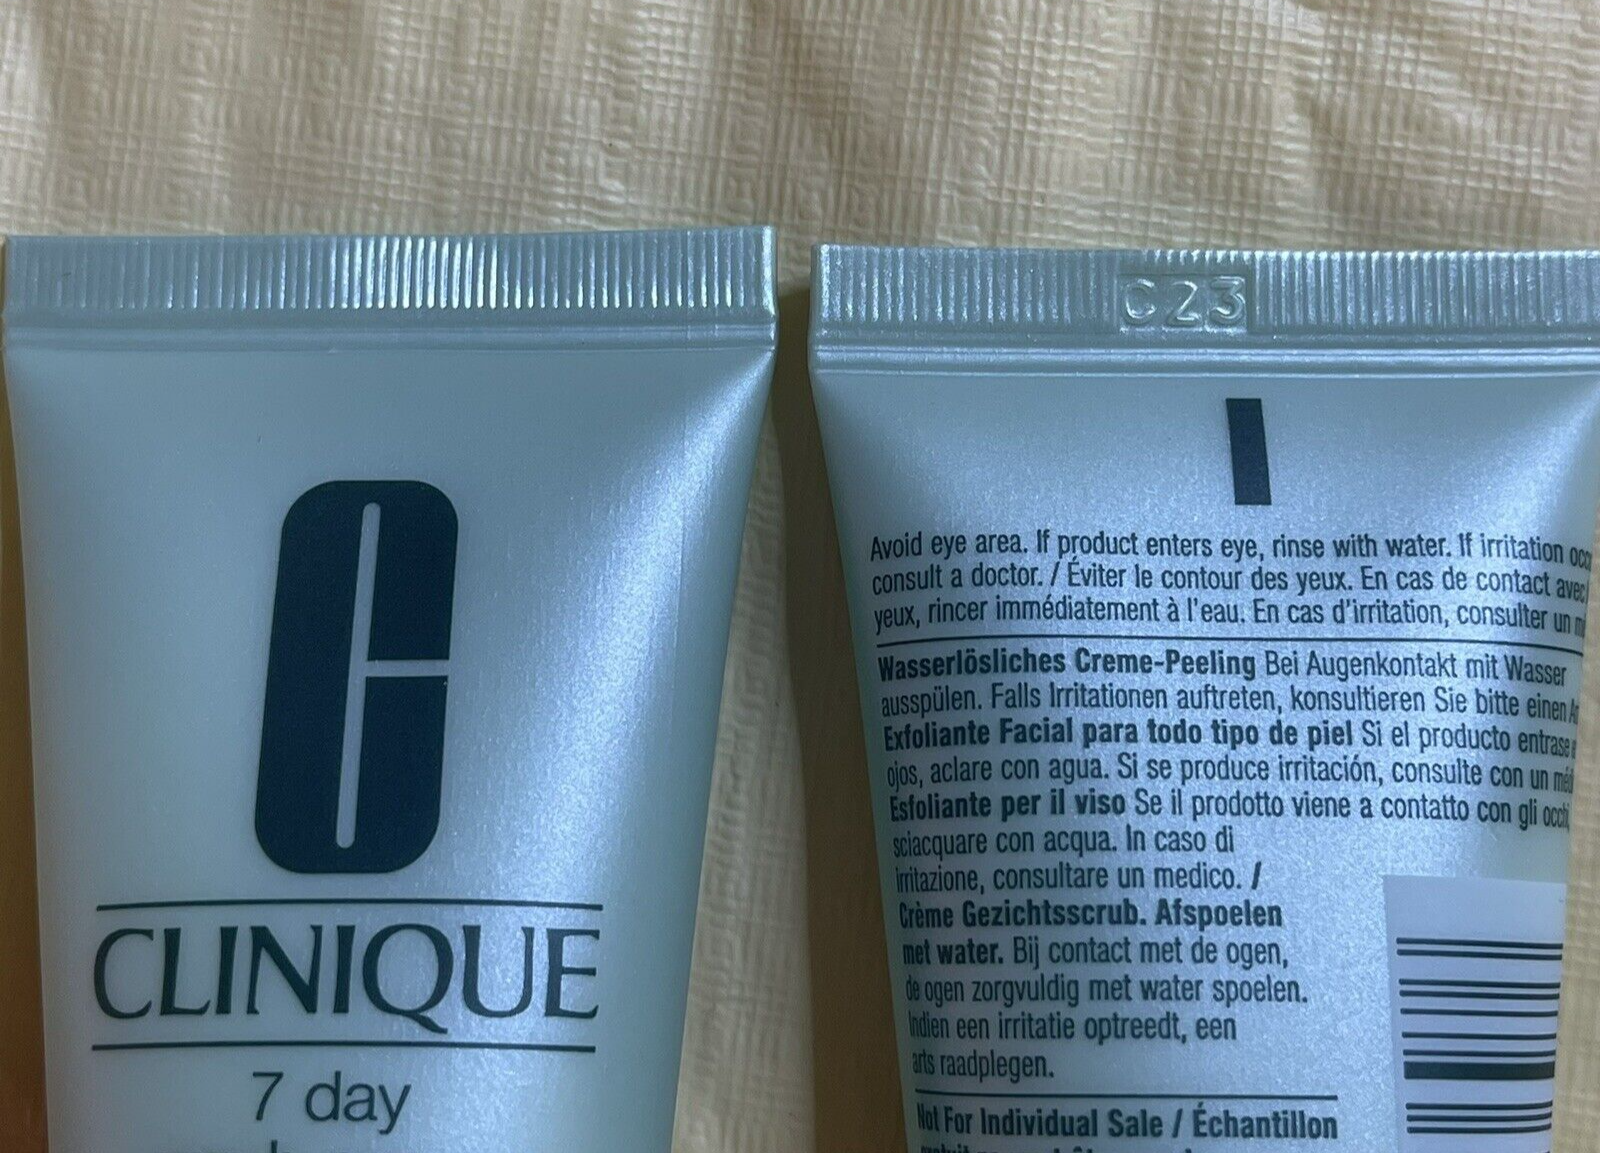 C
CLINIQUE
7 day
C23
Avoid eye area. If product enters eye, rinse with water. If irritation
consult a doctor. / Éviter le contour des yeux. En cas de contact avec
yeux, rincer immédiatement à l'eau. En cas d'irritation, consulter un
Wasserlösliches Creme-Peeling Bei Augenkontakt mit Wasser
ausspülen. Falls Irritationen auftreten, konsultieren Sie bitte einen
Exfoliante Facial para todo tipo de piel Si el producto entrase
ojos, aclare con agua. Si se produce irritación, consulte con un
Esfoliante per il viso Se il prodotto viene a contatto con gli occhi,
sciacquare con acqua. In caso di
irritazione, consultare un medico. /
Crème Gezichtsscrub. Afspoelen
met water. Bij contact met de ogen,
de ogen zorgvuldig met water spoelen.
Indien een irritatie optreedt, een
arts raadplegen.
Not For Individual Sale / Échantillon